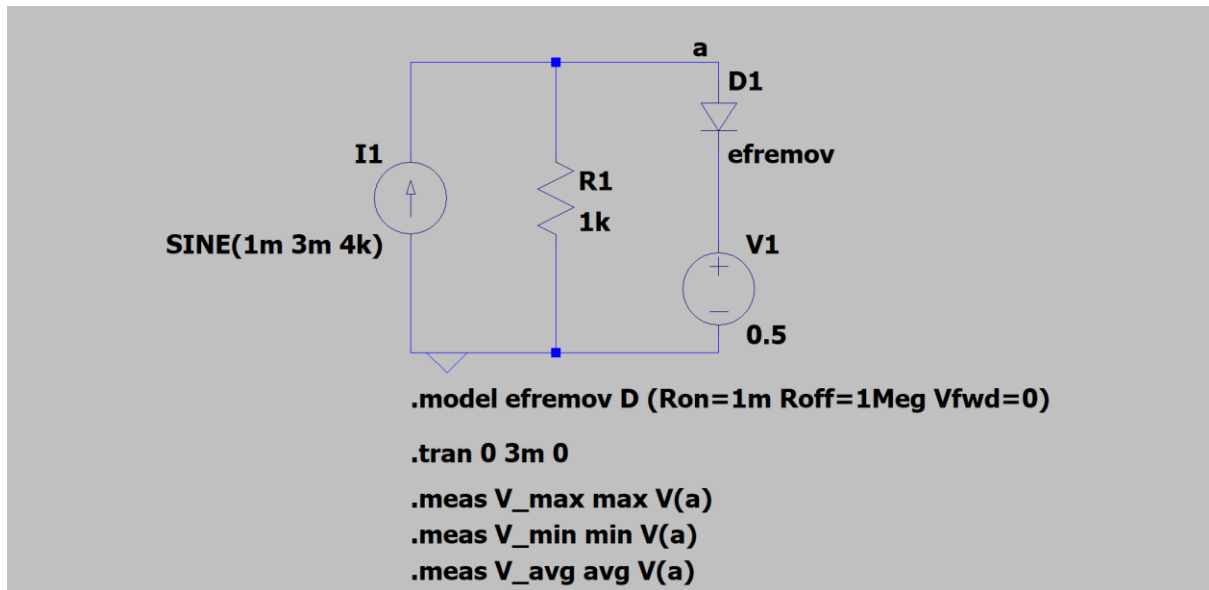 a
D1
I1
efremov
R1
1k
SINE(1m 3m 4k)
V1
0.5
.model efremov D (Ron=1m Roff=1Meg Vfwd=0)
.tran 0 3m 0
.meas V_max max V(a)
.meas V_min min V(a)
.meas V_avg avg V(a)